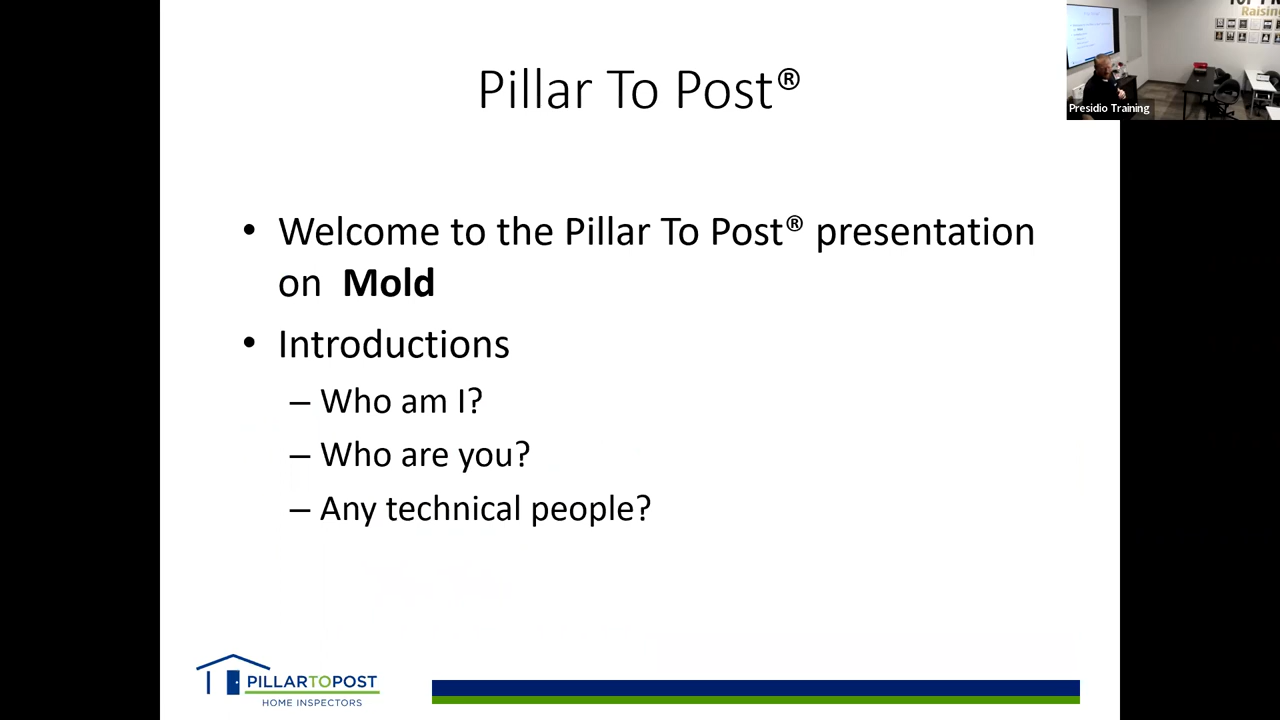 Pillar To Post®
• Welcome to the Pillar To Post® presentation
on Mold
• Introductions
– Who am I?
– Who are you?
– Any technical people?
PILLARTOPOST
HOME INSPECTORS
Presidio Training
Raising